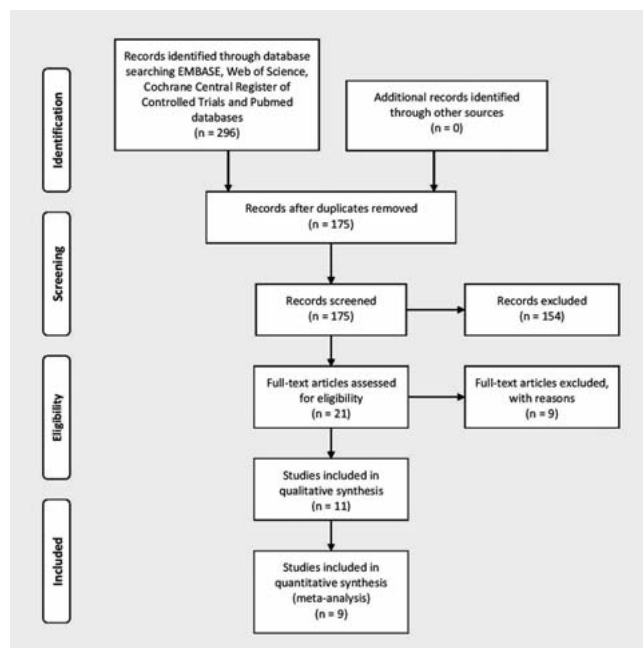 Identification
Records identified through database
searching EMBASE, Web of Science,
Cochrane Central Register of
Controlled Trials and Pubmed
databases
(n = 296)
Additional records identified
through other sources
(n = 0)
Records after duplicates removed
(n = 175)
Screening
Records screened
(n = 175)
Records excluded
(n = 154)
Eligibility
Full-text articles assessed
for eligibility
(n = 21)
Full-text articles excluded,
with reasons
(n = 9)
Studies included in
qualitative synthesis
(n = 11)
Included
Studies included in
quantitative synthesis
(meta-analysis)
(n = 9)